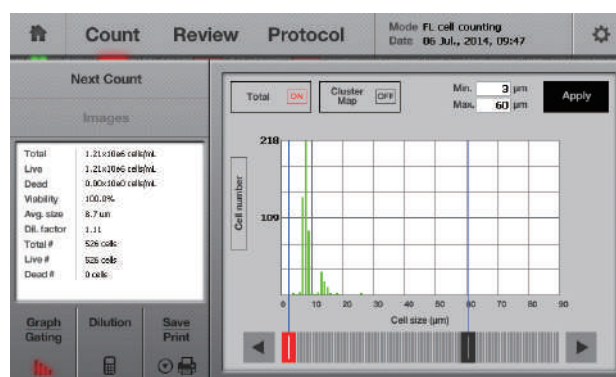 Count Review Protocol
Mode FL cell counting
Date 06 Jul., 2014, 09:47
Next Count
Images
Total 1.21x10e6 cells/mL
Live 1.21x10e6 cells/mL
Dead 0.00x10e0 cells/mL
Viability 100.0%
Avg. size 8.7 um
Dil. factor 1.11
Total # 526 cells
Live # 526 cells
Dead # 0 cells
Graph Gating
Dilution
Save Print
Total ON
Cluster Map OFF
Min. 3 μm
Max. 60 μm
Apply
218
109
Cell number
0 10 20 30 40 50 60 70 80 90
Cell size (μm)